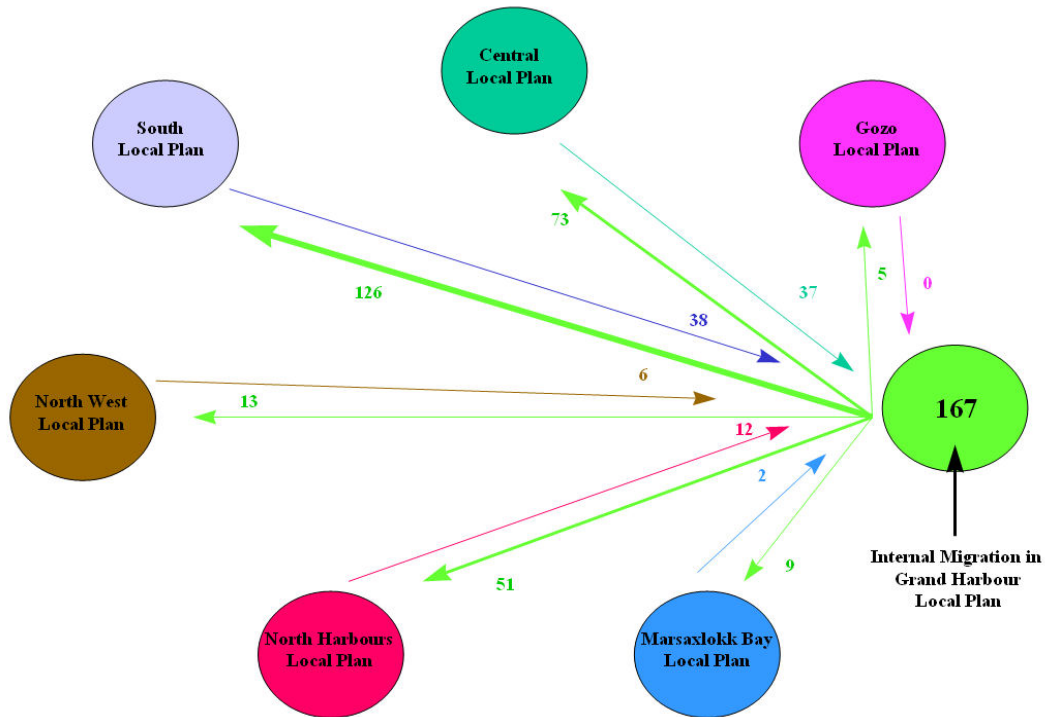 Central
Local Plan
South
Local Plan
Gozo
Local Plan
73
5
0
126
38
37
North West
Local Plan
6
13
12
167
2
51
9
Internal Migration in
Grand Harbour
Local Plan
North Harbours
Local Plan
Marsaxlokk Bay
Local Plan